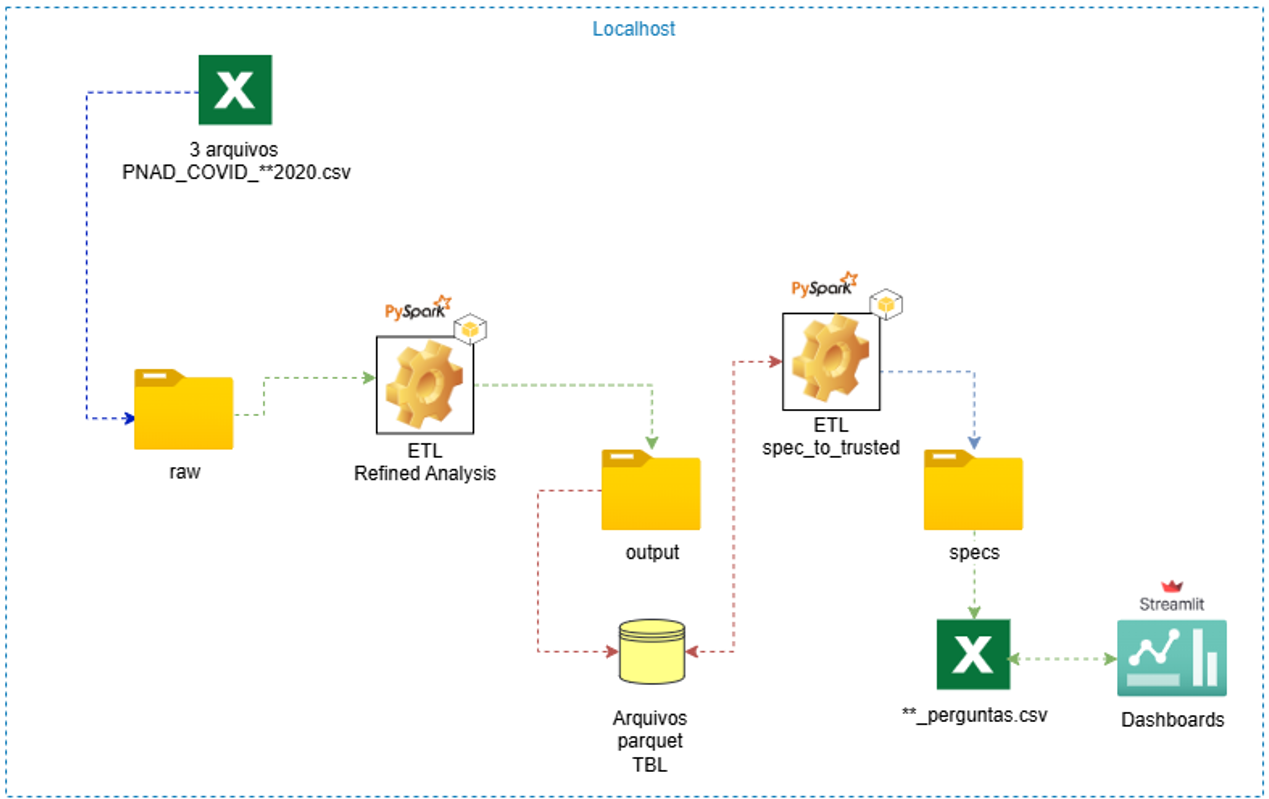 Localhost
3 arquivos
PNAD_COVID_**2020.csv
PySpark
ETL
Refined Analysis
PySpark
ETL
spec_to_trusted
raw
output
specs
Arquivos
parquet
TBL
**_perguntas.csv
Streamlit
Dashboards